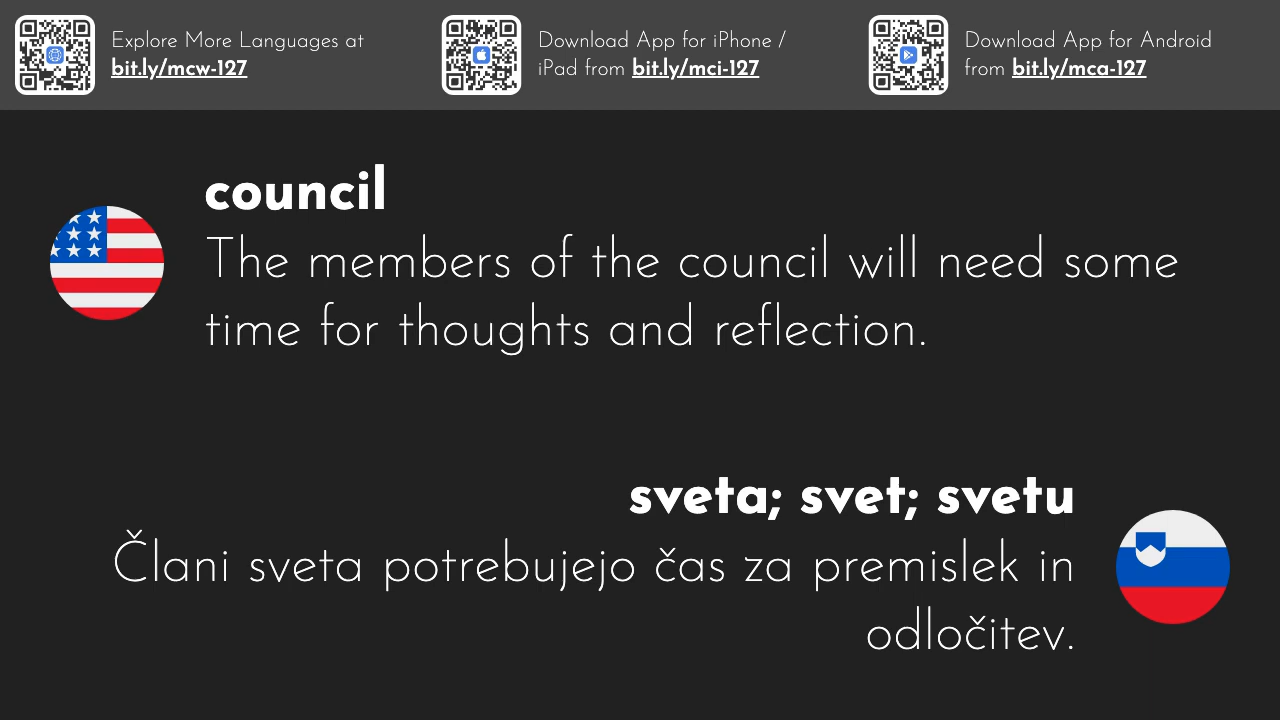 Explore More Languages at
bit.ly/mcw-127
Download App for iPhone /
iPad from bit.ly/mci-127
Download App for Android
from bit.ly/mca-127
council
The members of the council will need some
time for thoughts and reflection.
sveta; svet; svetu
Člani sveta potrebujejo čas za premislek in
odločitev.